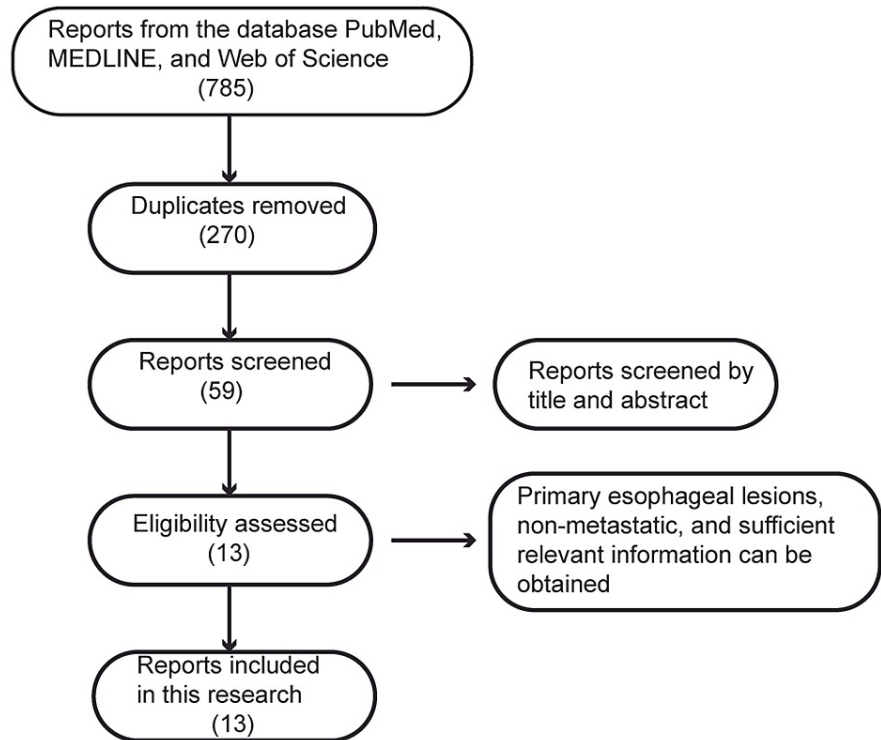 Reports from the database PubMed,
MEDLINE, and Web of Science
(785)
Duplicates removed
(270)
Reports screened
(59)
Reports screened by
title and abstract
Eligibility assessed
(13)
Primary esophageal lesions,
non-metastatic, and sufficient
relevant information can be
obtained
Reports included
in this research
(13)